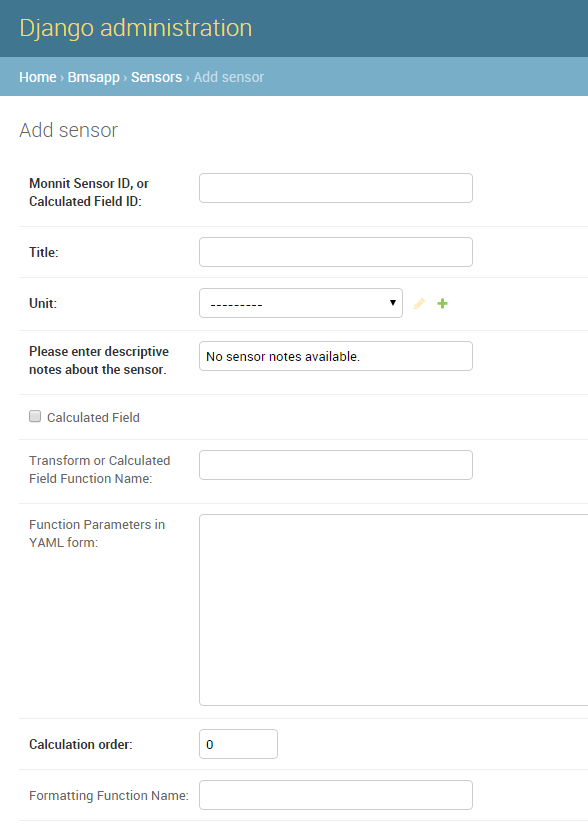 Django administration
Home › Bmsapp › Sensors › Add sensor
Add sensor
Monnit Sensor ID, or
Calculated Field ID:
Title:
Unit:
---------
Please enter descriptive
notes about the sensor.
No sensor notes available.
Calculated Field
Transform or Calculated
Field Function Name:
Function Parameters in
YAML form:
Calculation order:
0
Formatting Function Name: